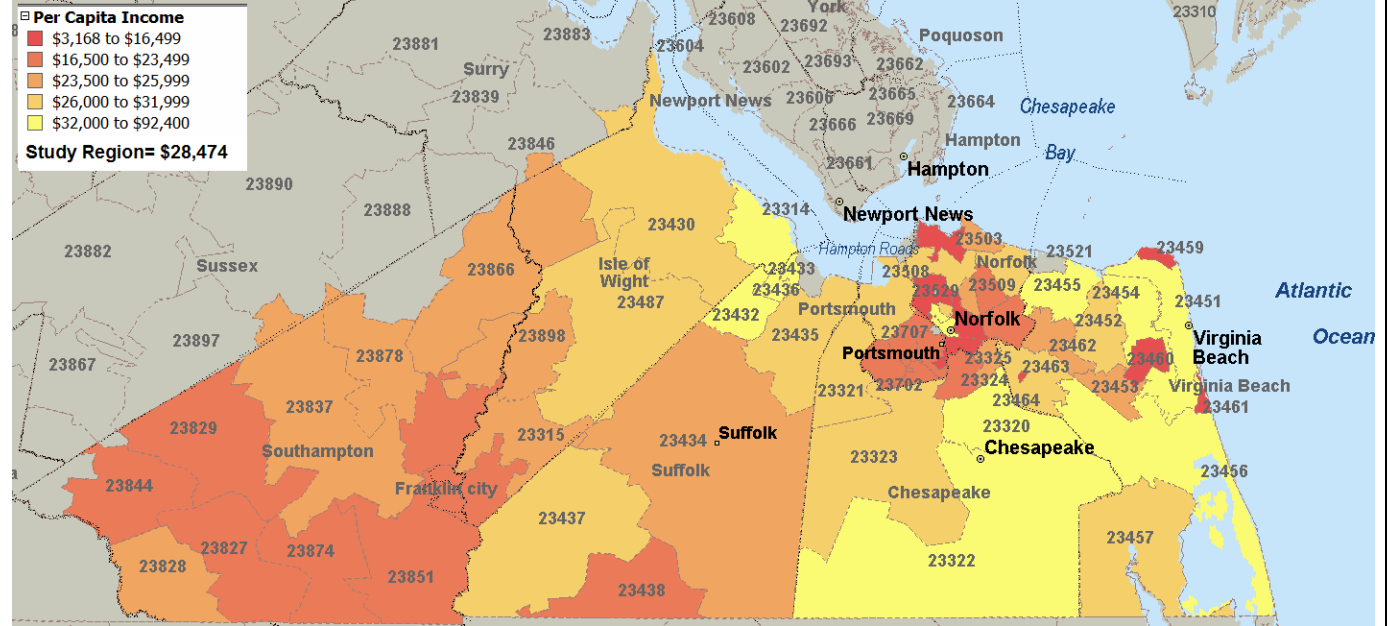 Per Capita Income
$3,168 to $16,499
$16,500 to $23,499
$23,500 to $25,999
$26,000 to $31,999
$32,000 to $92,400
Study Region= $28,474
York
23310
23608
23692
23883
Poquoson
23881
23604
23693
23662
23602
Surry
23839
Newport News
23606
23665
23664
Chesapeake
23666
23669
23846
Hampton
Bay
23661
Hampton
23890
23888
23314
Newport News
23430
23503
23459
Hampton Roads
23521
23882
Sussex
Isle of
Wight
23866
23433
23508
Norfolk
23455
23509
23436
23529
23454
Atlantic
23487
23451
Portsmouth
23432
Norfolk
23452
23435
23707
Virginia
Beach
Ocean
23898
23897
23462
Portsmouth
23878
23325
23460
23867
23463
23324
23702
23453
Virginia Beach
23321
23464
23461
23837
23829
23320
23315
Suffolk
23434
Southampton
Chesapeake
23323
Suffolk
23456
23844
Franklin city
Chesapeake
23437
23457
23827
23874
23828
23322
23851
23438